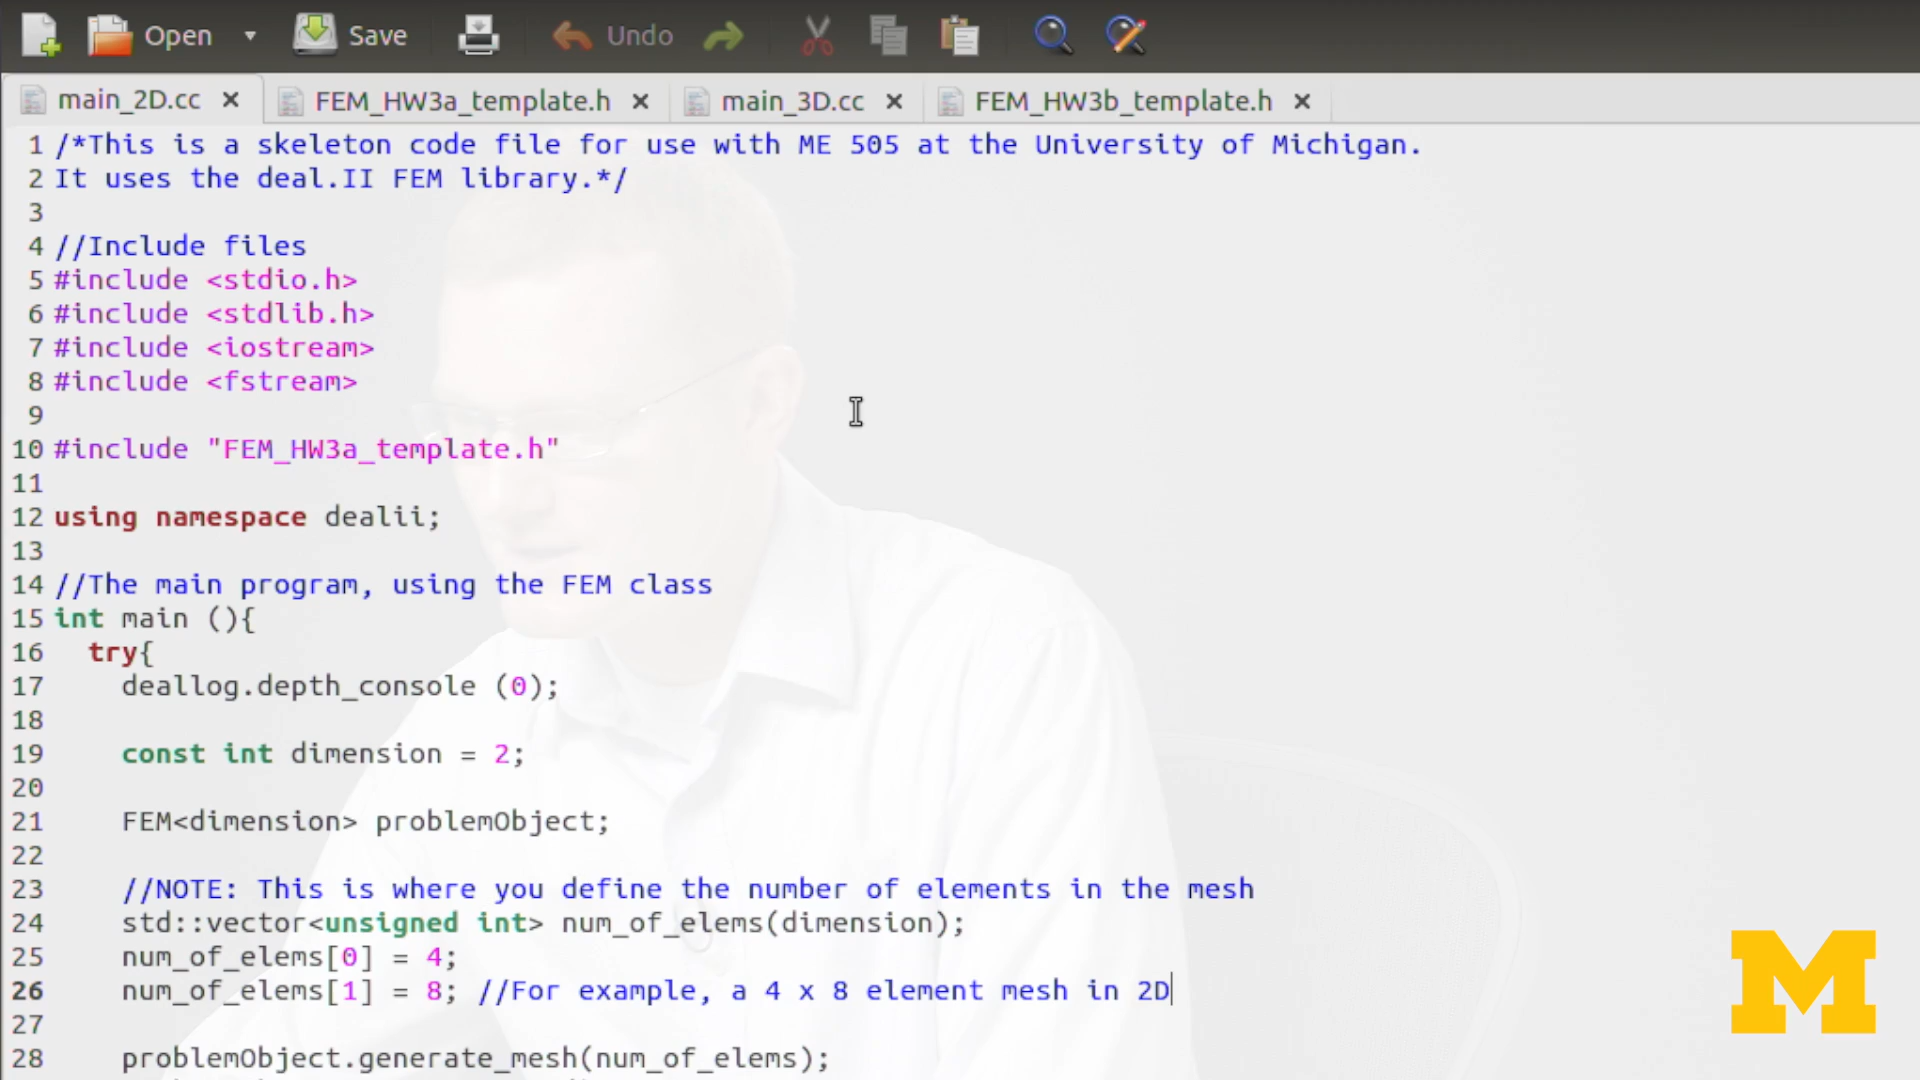 Open Save Undo
main_2D.cc FEM_HW3a_template.h main_3D.cc FEM_HW3b_template.h
1 /*This is a skeleton code file for use with ME 505 at the University of Michigan.
2 It uses the deal.II FEM library.*/
3
4 //Include files
5 #include <stdio.h>
6 #include <stdlib.h>
7 #include <iostream>
8 #include <fstream>
9
10 #include "FEM_HW3a_template.h"
11
12 using namespace dealii;
13
14 //The main program, using the FEM class
15 int main (){
16 try{
17 deallog.depth_console (0);
18
19 const int dimension = 2;
20
21 FEM<dimension> problemObject;
22
23 //NOTE: This is where you define the number of elements in the mesh
24 std::vector<unsigned int> num_of_elems(dimension);
25 num_of_elems[0] = 4;
26 num_of_elems[1] = 8; //For example, a 4 x 8 element mesh in 2D
27
28 problemObject.generate_mesh(num_of_elems);
M